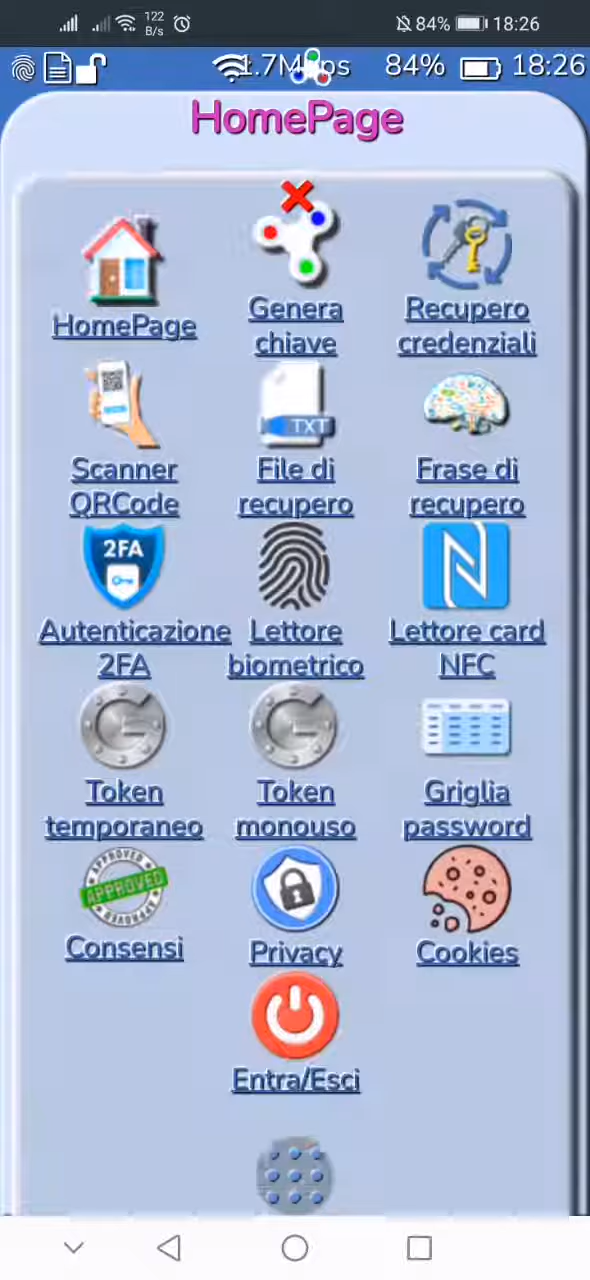 122
B/s
84%
18:26
84%
18:26
HomePage
HomePage
Genera
chiave
Recupero
credenziali
Scanner
QRCode
TXT
File di
recupero
Frase di
recupero
2FA
Autenticazione
2FA
Lettore
biometrico
Lettore card
NFC
Token
temporaneo
Token
monouso
Griglia
password
APPROVED
APPROVED
Consensi
Privacy
Cookies
Entra/Esci